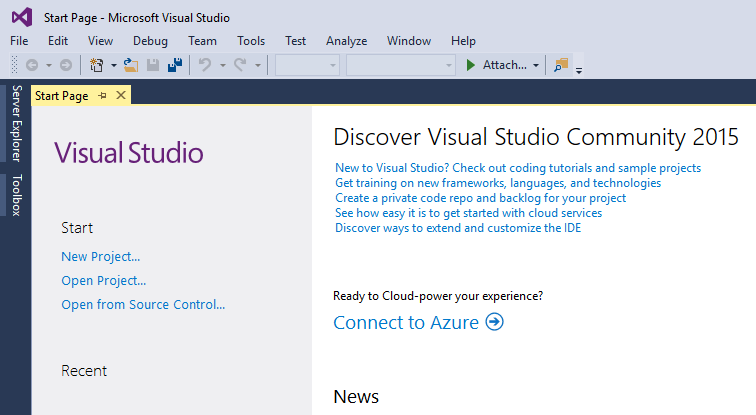 Start Page - Microsoft Visual Studio
File Edit View Debug Team Tools Test Analyze Window Help
Attach...
Server Explorer
Toolbox
Start Page
Visual Studio
Start
New Project...
Open Project...
Open from Source Control...
Recent
Discover Visual Studio Community 2015
New to Visual Studio? Check out coding tutorials and sample projects
Get training on new frameworks, languages, and technologies
Create a private code repo and backlog for your project
See how easy it is to get started with cloud services
Discover ways to extend and customize the IDE
Ready to Cloud-power your experience?
Connect to Azure
News